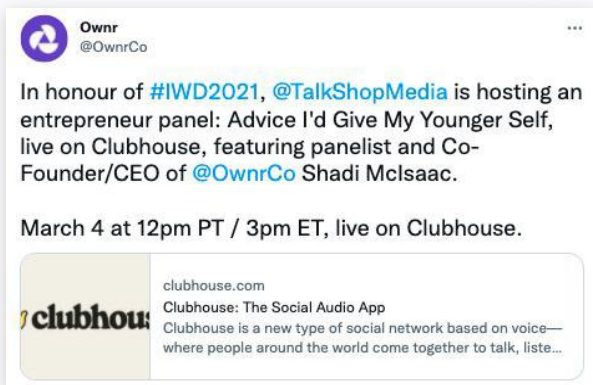 Ownr
@OwnrCo
In honour of #IWD2021, @TalkShopMedia is hosting an
entrepreneur panel: Advice I'd Give My Younger Self,
live on Clubhouse, featuring panelist and Co-
Founder/CEO of @OwnrCo Shadi McIsaac.
March 4 at 12pm PT / 3pm ET, live on Clubhouse.
clubhou
clubhouse.com
Clubhouse: The Social Audio App
Clubhouse is a new type of social network based on voice—
where people around the world come together to talk, liste...